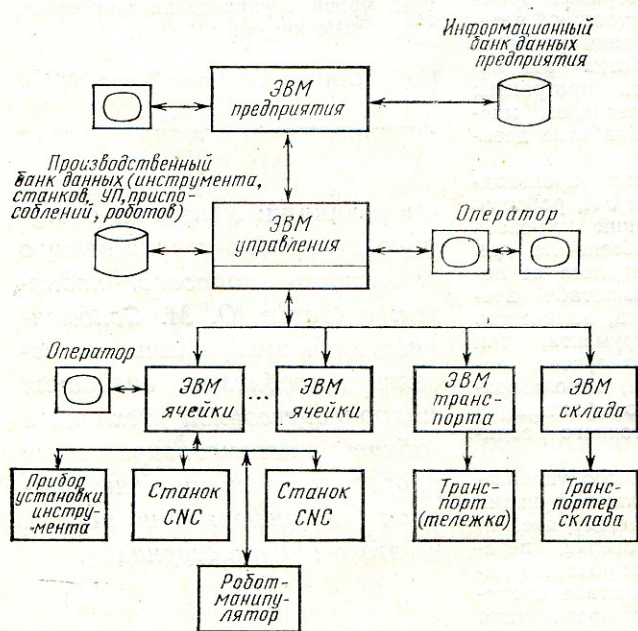 Информационный
банк данных
предприятия
ЭВМ
предприятия
Производственный
банк данных (инструмента,
станков, УП, приспо-
соблений, роботов)
ЭВМ
управления
Оператор
Оператор
ЭВМ
ячейки
...
ЭВМ
ячейки
ЭВМ
транс-
порта
ЭВМ
склада
Прибор
установки
инстру-
мента
Станок
CNC
Станок
CNC
Транс-
порт
(тележка)
Транс-
портер
склада
Робот-
манипу-
лятор